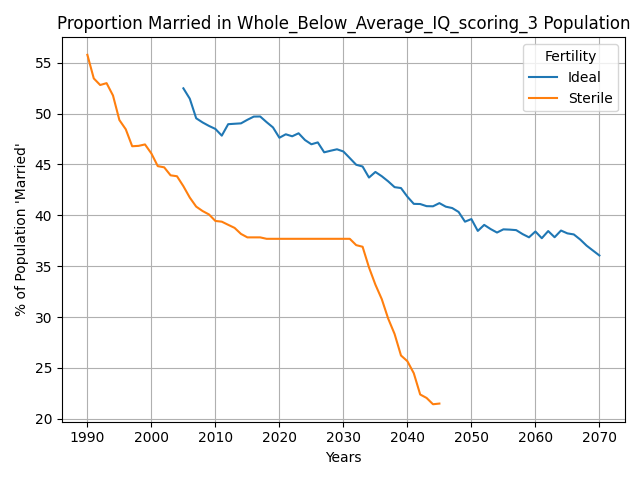 Proportion Married in Whole_Below_Average_IQ_scoring_3 Population
% of Population 'Married'
55
50
45
40
35
30
25
20
Fertility
Ideal
Sterile
1990 2000 2010 2020 2030 2040 2050 2060 2070
Years